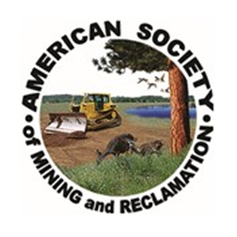 AMERICAN SOCIETY
of MINING and RECLAMATION